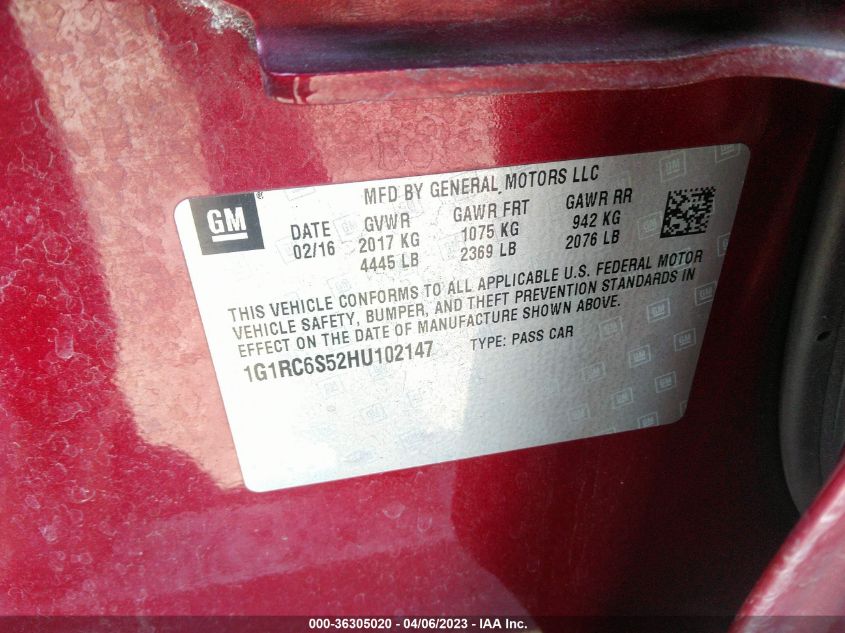 MFD BY GENERAL MOTORS LLC
GM
®
DATE GVWR GAWR FRT GAWR RR
02/16 2017 KG 1075 KG 942 KG
4445 LB 2369 LB 2076 LB
THIS VEHICLE CONFORMS TO ALL APPLICABLE U.S. FEDERAL MOTOR
VEHICLE SAFETY, BUMPER, AND THEFT PREVENTION STANDARDS IN
EFFECT ON THE DATE OF MANUFACTURE SHOWN ABOVE.
1G1RC6S52HU102147 TYPE: PASS CAR
000-36305020 - 04/06/2023 - IAA Inc.